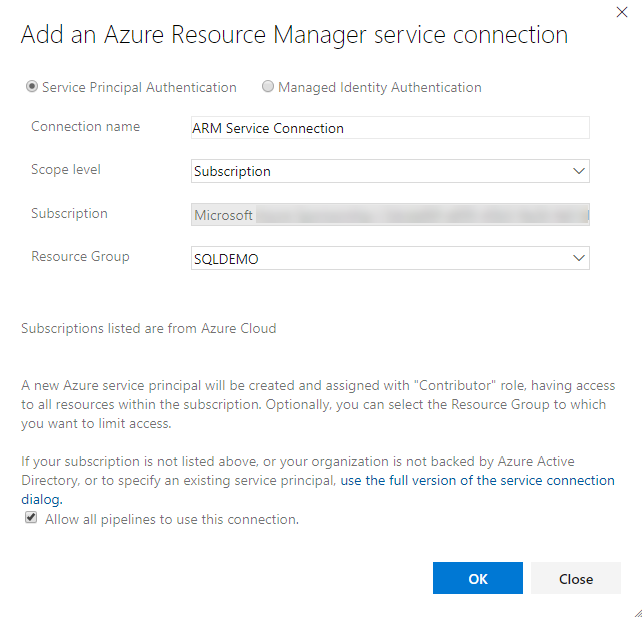 Add an Azure Resource Manager service connection
Service Principal Authentication Managed Identity Authentication
Connection name ARM Service Connection
Scope level Subscription
Subscription Microsoft
Resource Group SQLDEMO
Subscriptions listed are from Azure Cloud
A new Azure service principal will be created and assigned with "Contributor" role, having access
to all resources within the subscription. Optionally, you can select the Resource Group to which
you want to limit access.
If your subscription is not listed above, or your organization is not backed by Azure Active
Directory, or to specify an existing service principal, use the full version of the service connection
dialog.
Allow all pipelines to use this connection.
OK Close